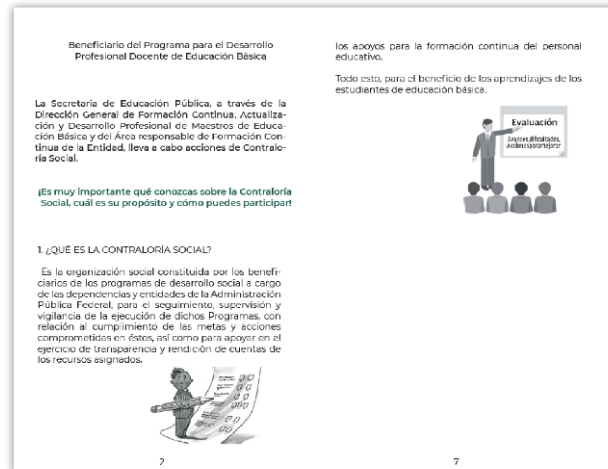 Beneficiario del Programa para el Desarrollo
Profesional Docente de Educación Básica
La Secretaría de Educación Pública, a través de la
Dirección General de Formación Continua, Actualiza-
ción y Desarrollo Profesional de Maestros de Educa-
ción Básica y del Área responsable de Formación Con-
tinua de la Entidad, lleva a cabo acciones de Contralo-
ría Social.
¡Es muy importante qué conozcas sobre la Contraloría
Social, cuál es su propósito y cómo puedes participar!
1. ¿QUÉ ES LA CONTRALORÍA SOCIAL?
Es la organización social constituida por los benefi-
ciarios de los programas de desarrollo social a cargo
de las dependencias y entidades de la Administración
Pública Federal, para el seguimiento, supervisión y
vigilancia de la ejecución de dichos Programas, con
relación al cumplimiento de las metas y acciones
comprometidas en éstos, así como para apoyar en el
ejercicio de transparencia y rendición de cuentas de
los recursos asignados.
2
los apoyos para la formación continua del personal
educativo.
Todo esto, para el beneficio de los aprendizajes de los
estudiantes de educación básica.
Evaluación
Avances, dificultades,
Acciones para mejorar
7